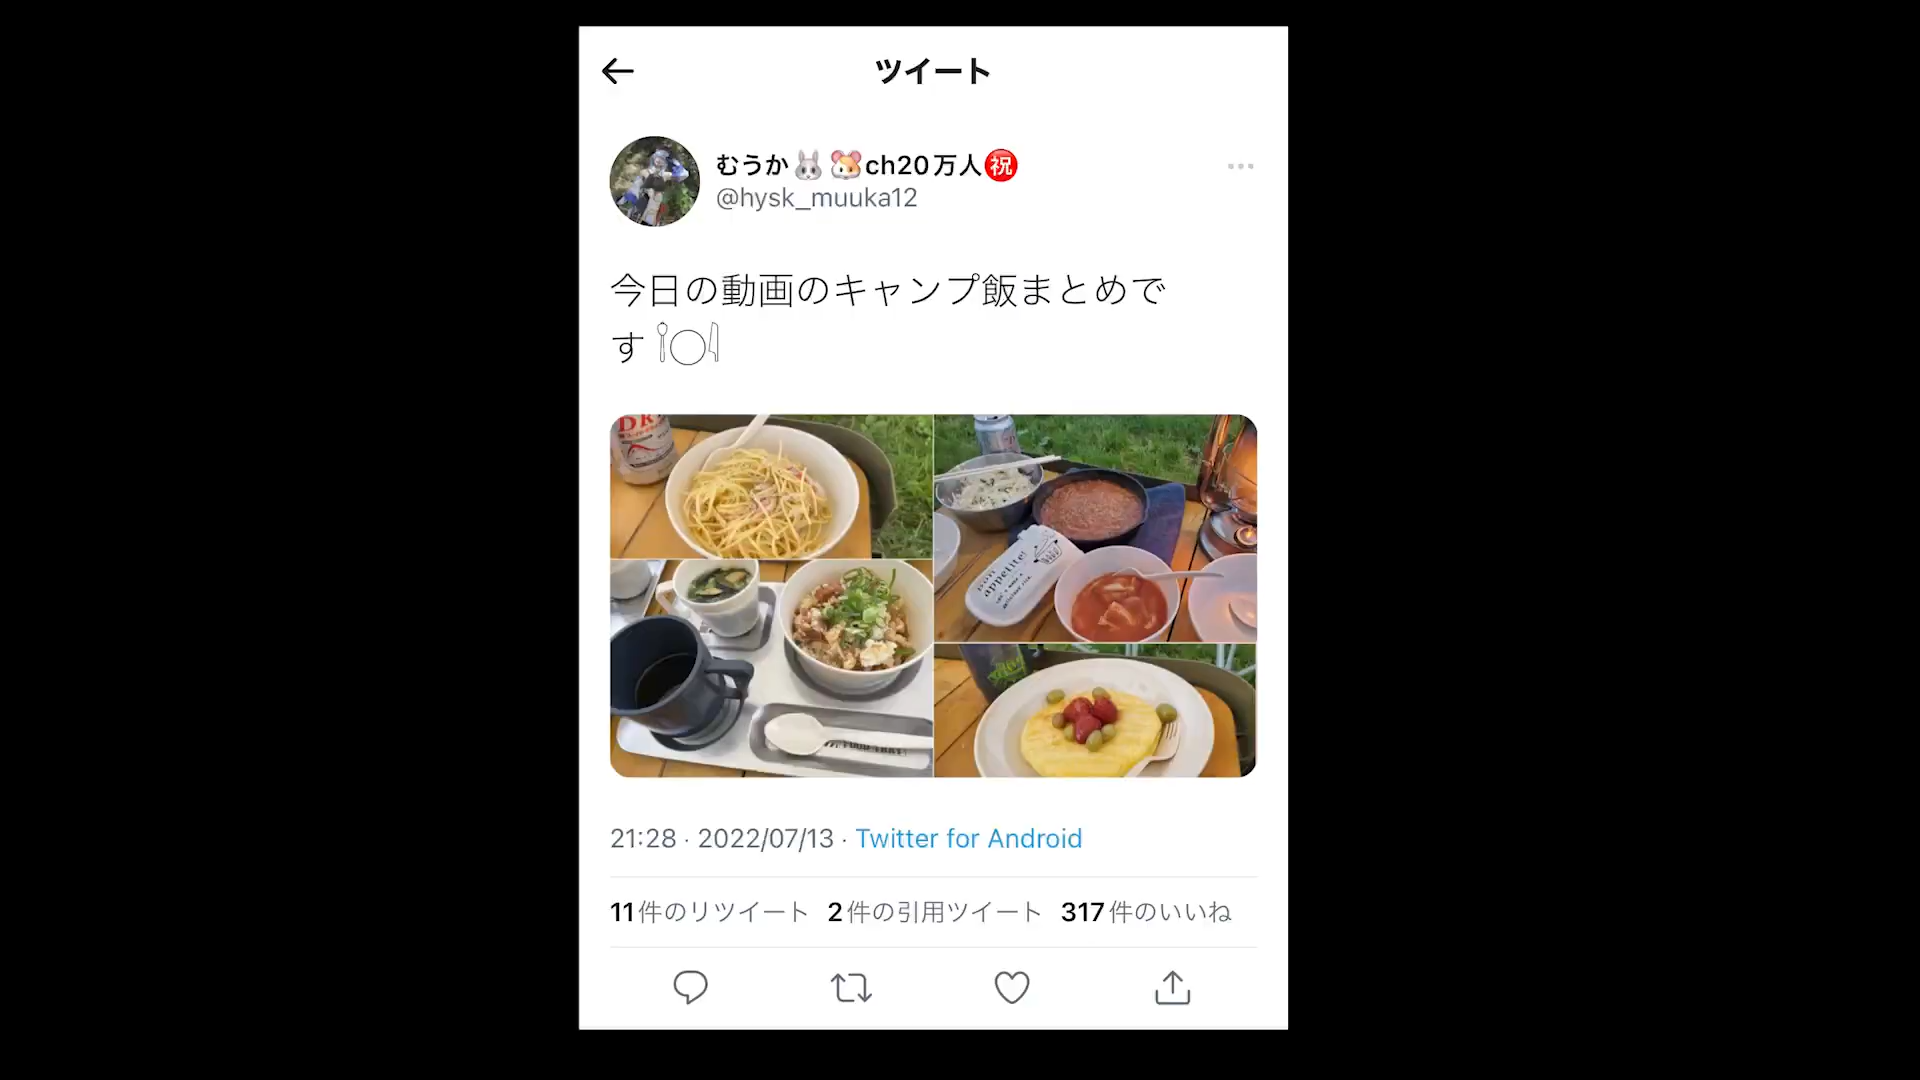 ツイート
むうか🐰🐹ch20万人㊗
@hysk_muuka12
今日の動画のキャンプ飯まとめで
す🍽
DR
Bon
appetite!
21:28 · 2022/07/13 · Twitter for Android
11件のリツイート 2件の引用ツイート 317件のいいね